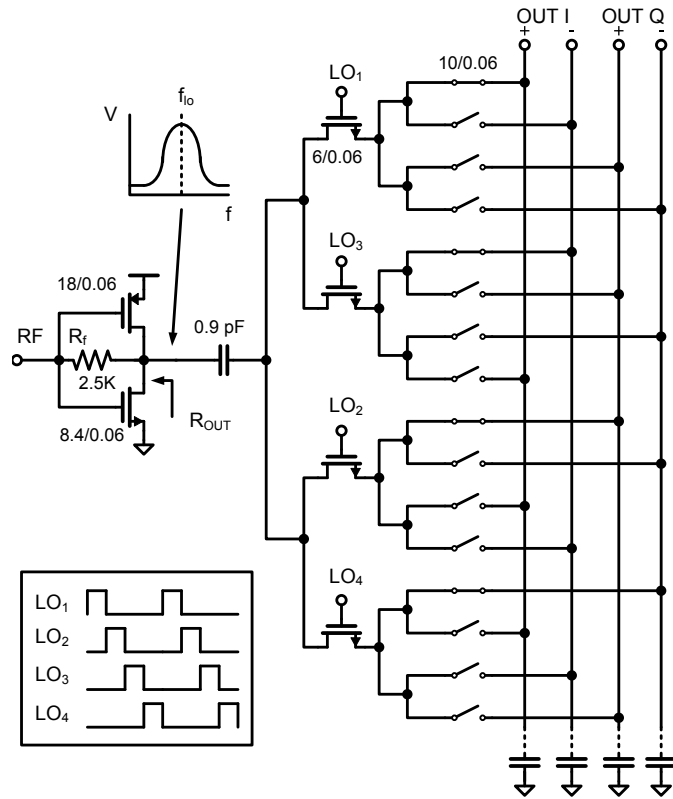 OUT I OUT Q
+ - + -
LO1
10/0.06
6/0.06
flo
V
f
LO3
18/0.06
0.9 pF
RF
Rf
2.5K
ROUT
8.4/0.06
LO2
LO4
LO1
LO2
LO3
LO4